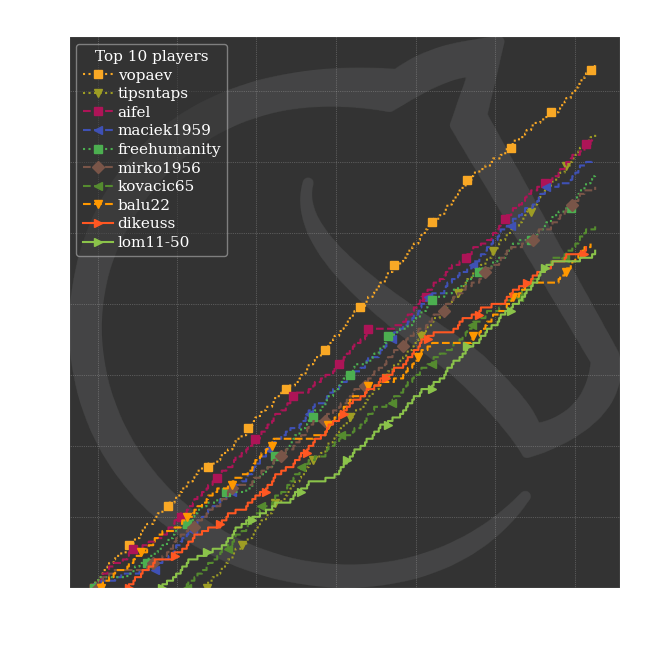 Top 10 players
vopaev
tipsntaps
aifel
maciek1959
freehumanity
mirko1956
kovacic65
balu22
dikeuss
lom11-50